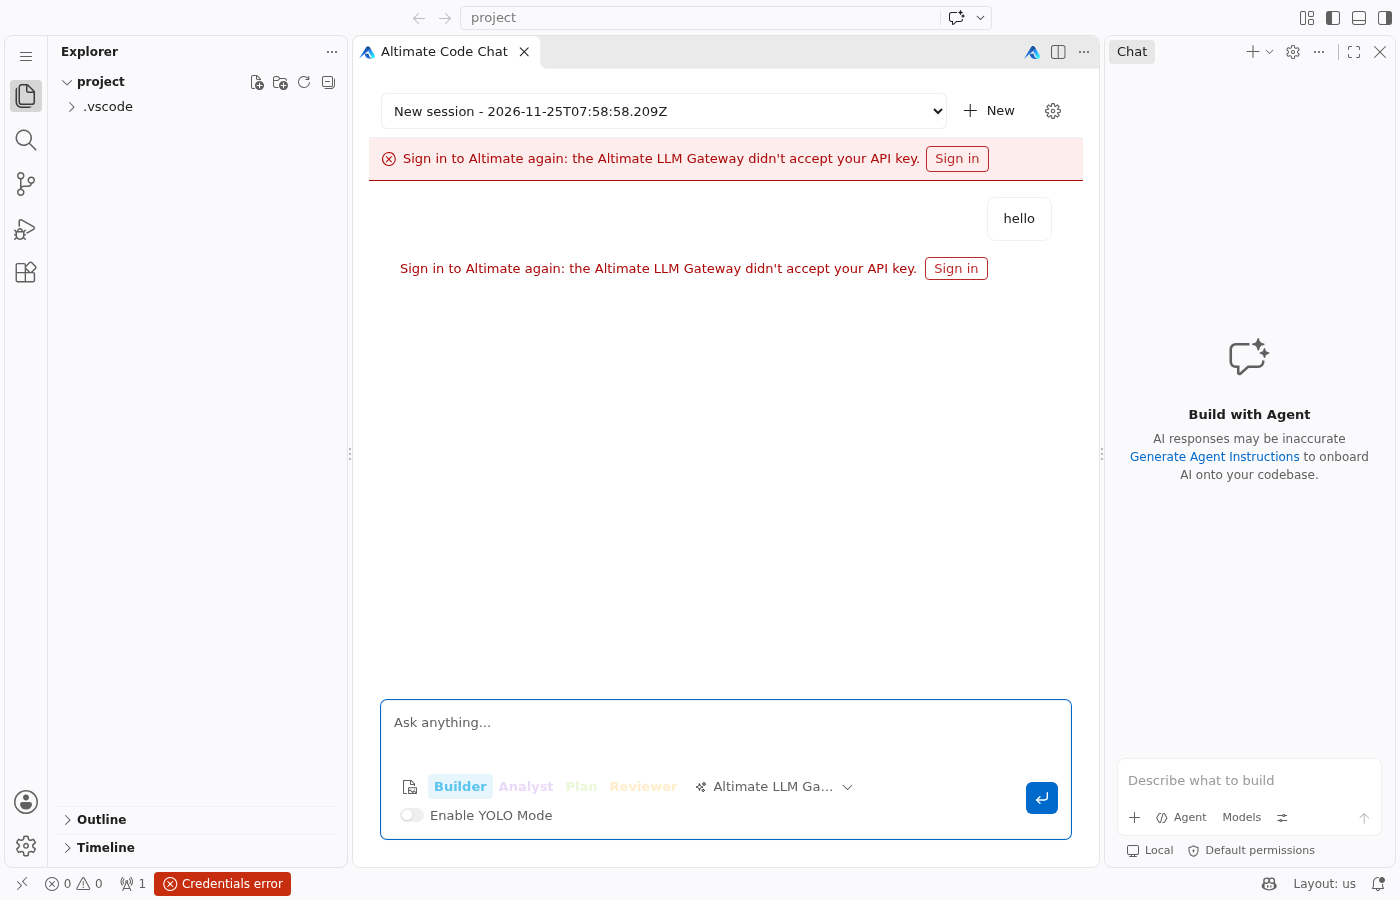 project
Explorer
project
.vscode
Outline
Timeline
Altimate Code Chat
New session - 2026-11-25T07:58:58.209Z
New
Sign in to Altimate again: the Altimate LLM Gateway didn't accept your API key. Sign in
hello
Sign in to Altimate again: the Altimate LLM Gateway didn't accept your API key. Sign in
Ask anything...
Builder Analyst Plan Reviewer Altimate LLM Ga...
Enable YOLO Mode
Chat
Build with Agent
AI responses may be inaccurate
Generate Agent Instructions to onboard
AI onto your codebase.
Describe what to build
Agent Models
Local Default permissions
0 0 1 Credentials error
Layout: us